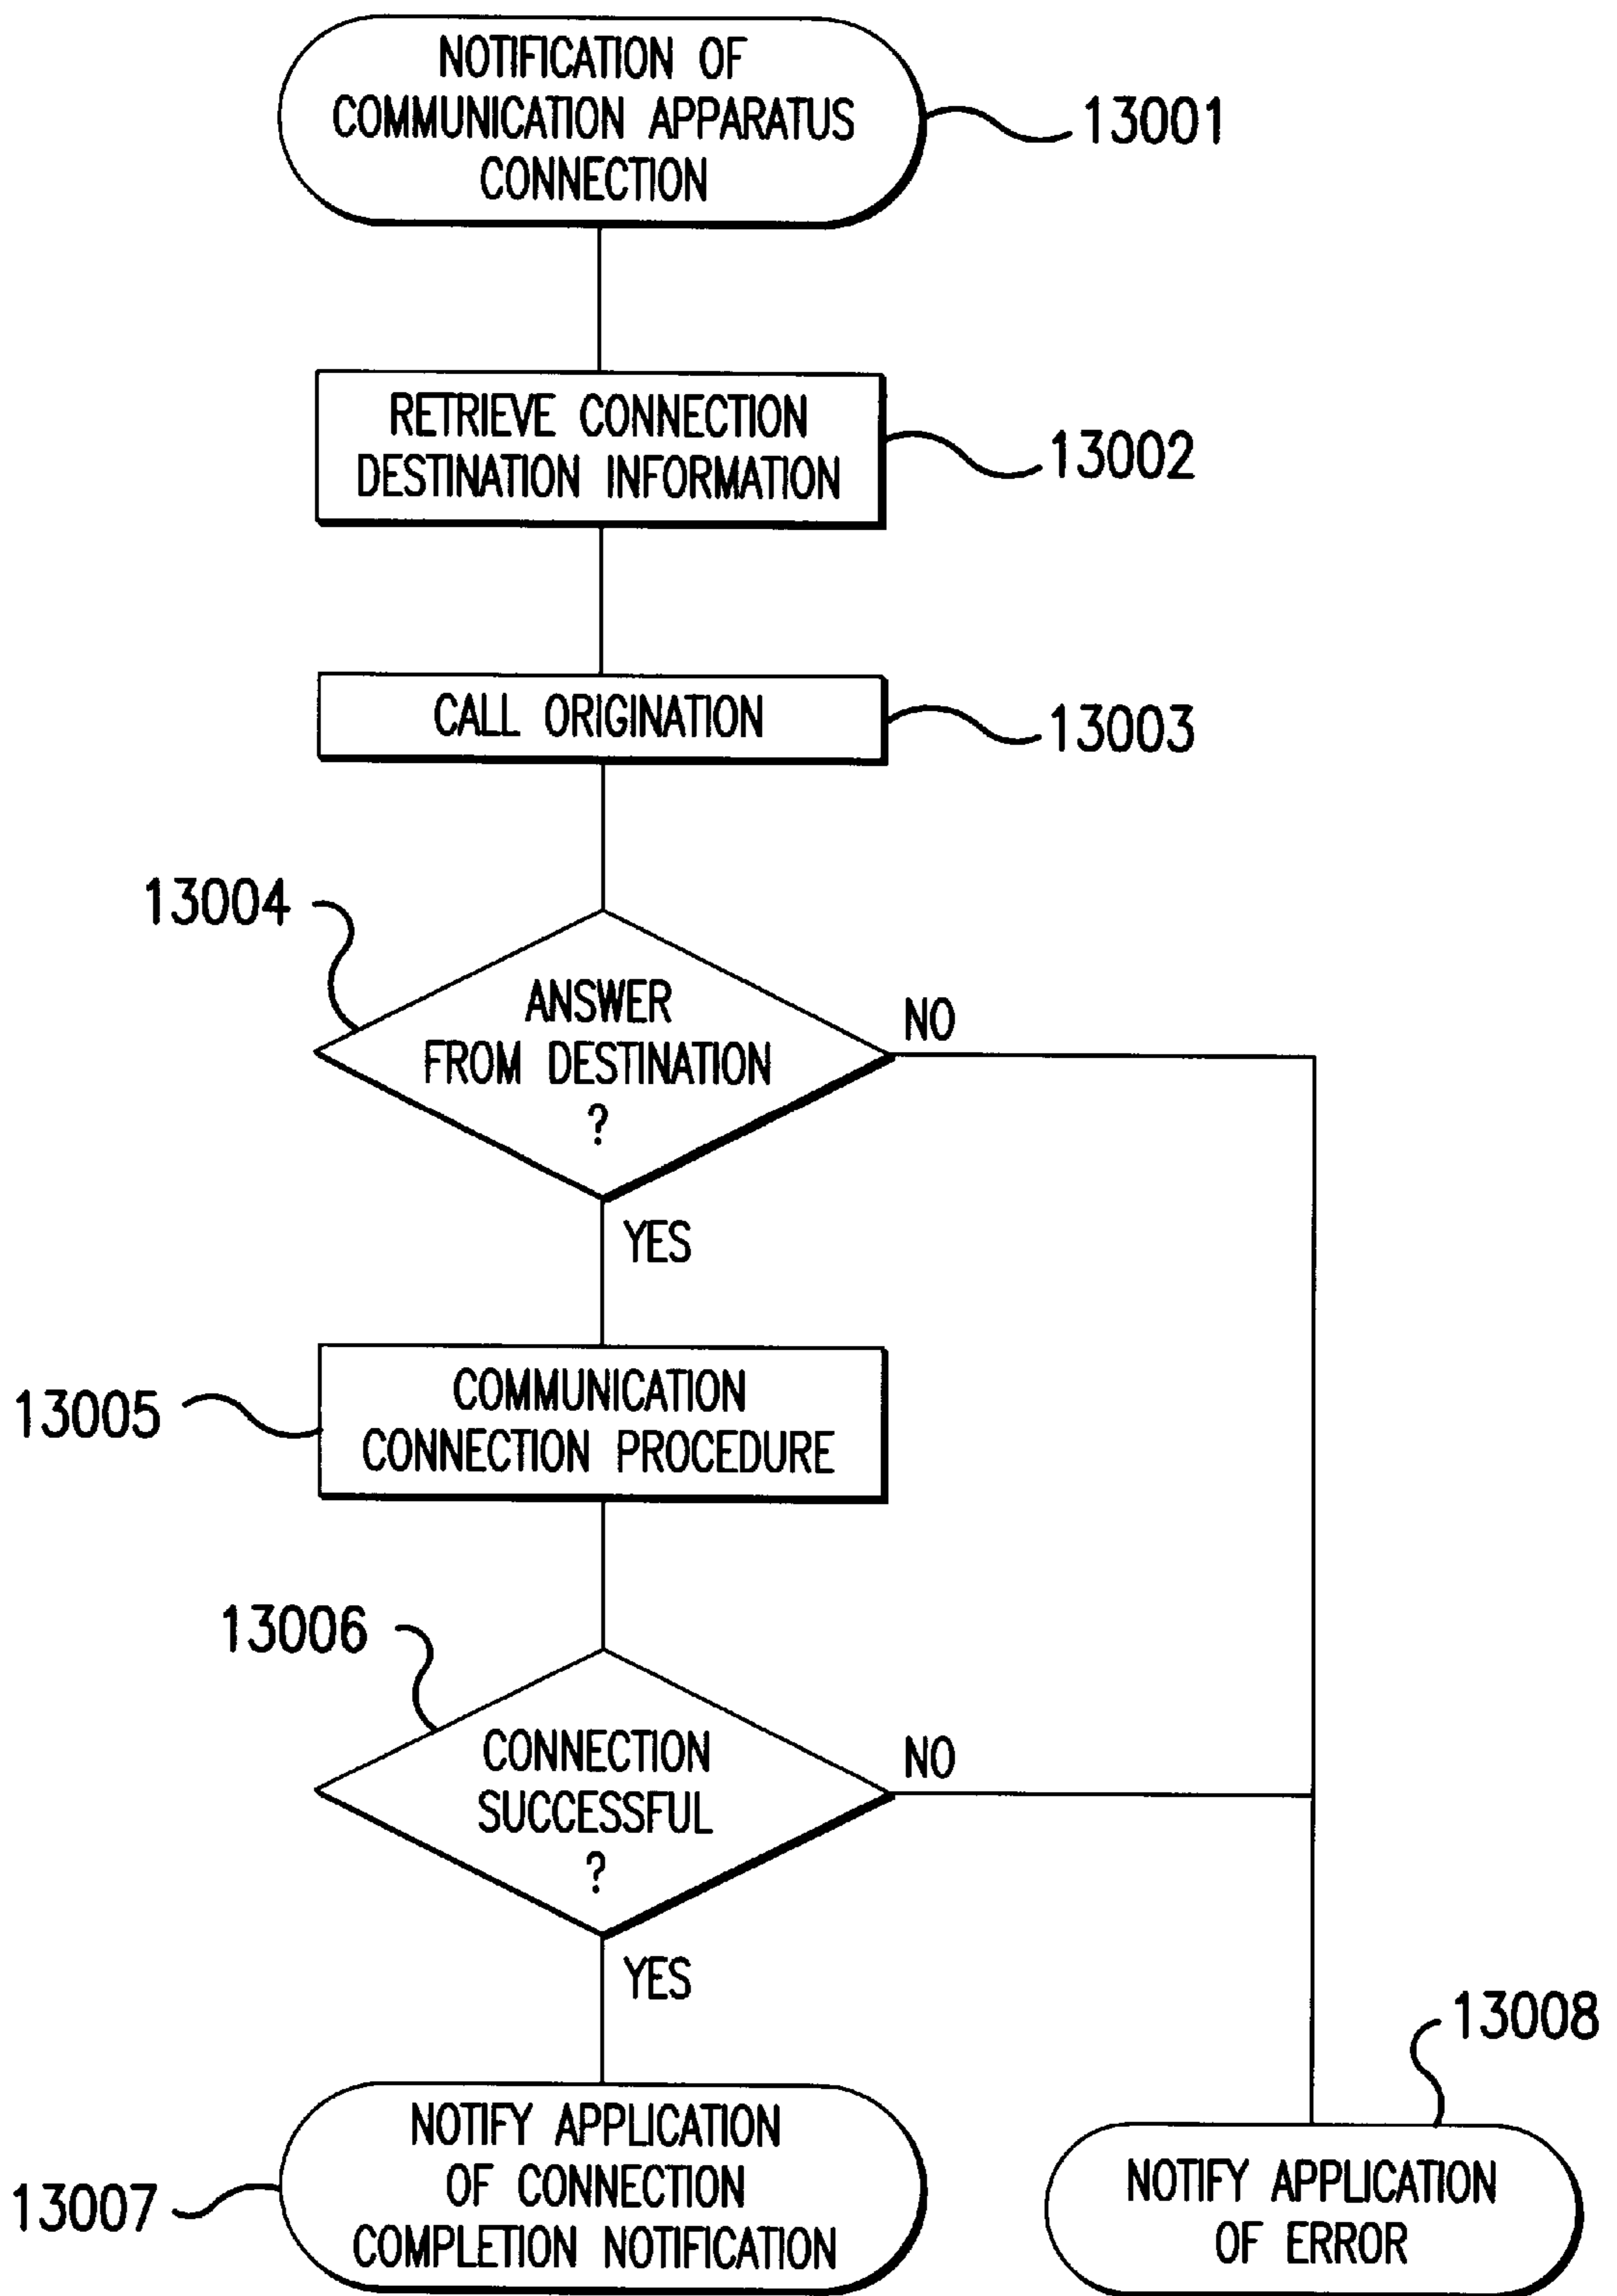 NOTIFICATION OF
COMMUNICATION APPARATUS
CONNECTION
13001
RETRIEVE CONNECTION
DESTINATION INFORMATION
13002
CALL ORIGINATION
13003
13004
ANSWER
FROM DESTINATION
?
NO
YES
13005
COMMUNICATION
CONNECTION PROCEDURE
13006
CONNECTION
SUCCESSFUL
?
NO
YES
13007
NOTIFY APPLICATION
OF CONNECTION
COMPLETION NOTIFICATION
13008
NOTIFY APPLICATION
OF ERROR